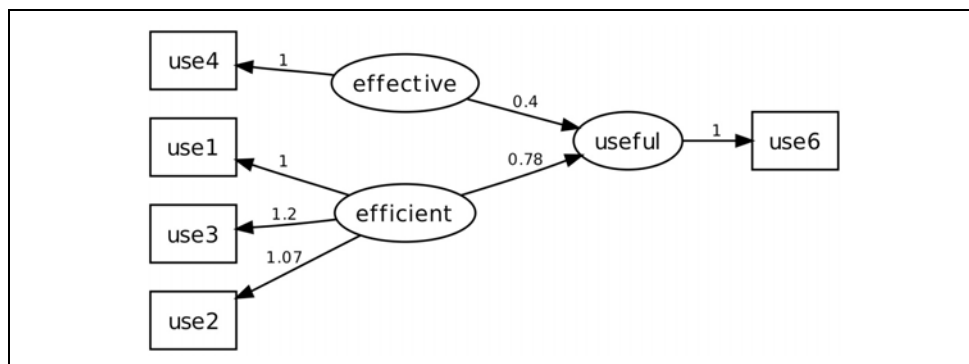 use4
1
effective
0.4
use1
useful
1
use6
1
0.78
efficient
use3
1.2
1.07
use2